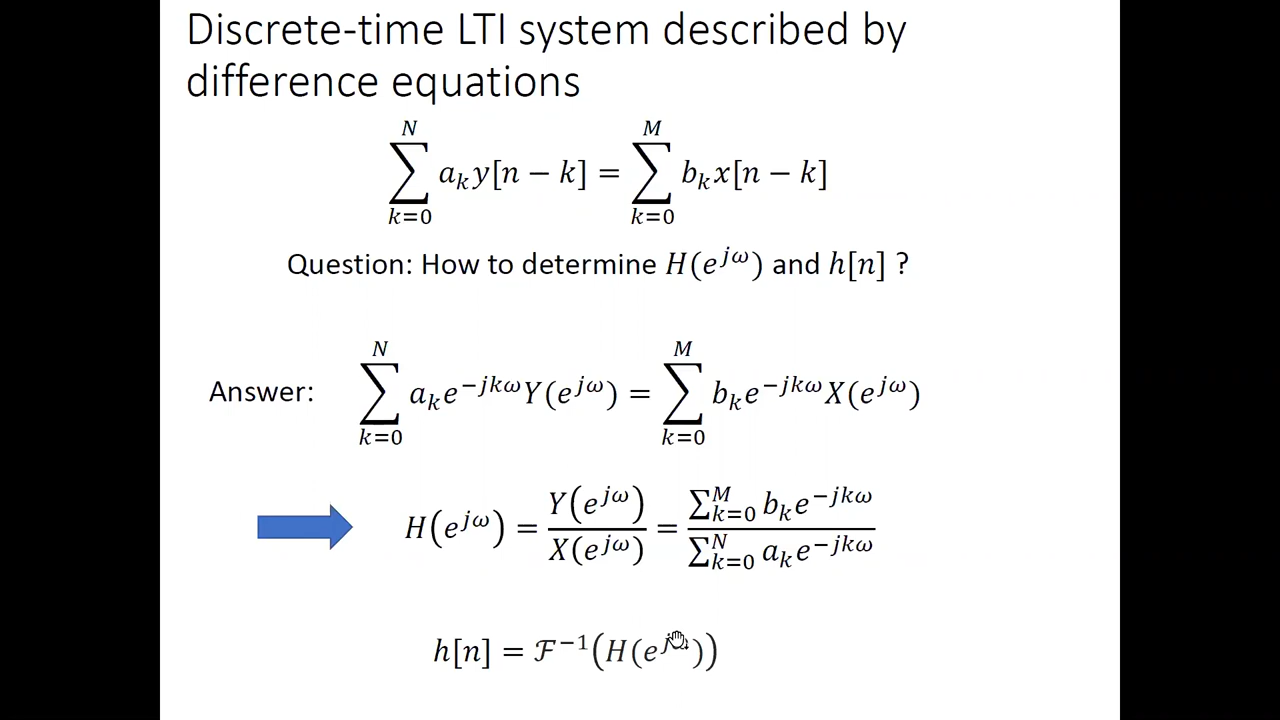 Discrete-time LTI system described by
difference equations
∑_{k=0}^{N} a_k y[n − k] = ∑_{k=0}^{M} b_k x[n − k]
Question: How to determine H(e^{jω}) and h[n] ?
Answer: ∑_{k=0}^{N} a_k e^{−jkω} Y(e^{jω}) = ∑_{k=0}^{M} b_k e^{−jkω} X(e^{jω})
H(e^{jω}) = Y(e^{jω}) / X(e^{jω}) = ∑_{k=0}^{M} b_k e^{−jkω} / ∑_{k=0}^{N} a_k e^{−jkω}
h[n] = ℱ^{−1}(H(e^{j}))